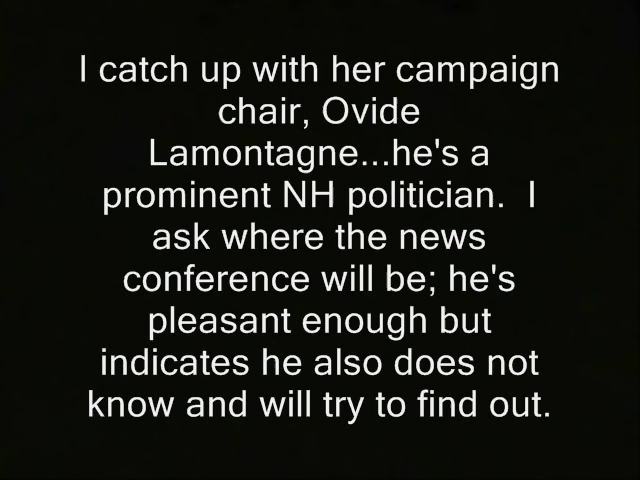 I catch up with her campaign
chair, Ovide
Lamontagne...he's a
prominent NH politician.  I
ask where the news
conference will be; he's
pleasant enough but
indicates he also does not
know and will try to find out.